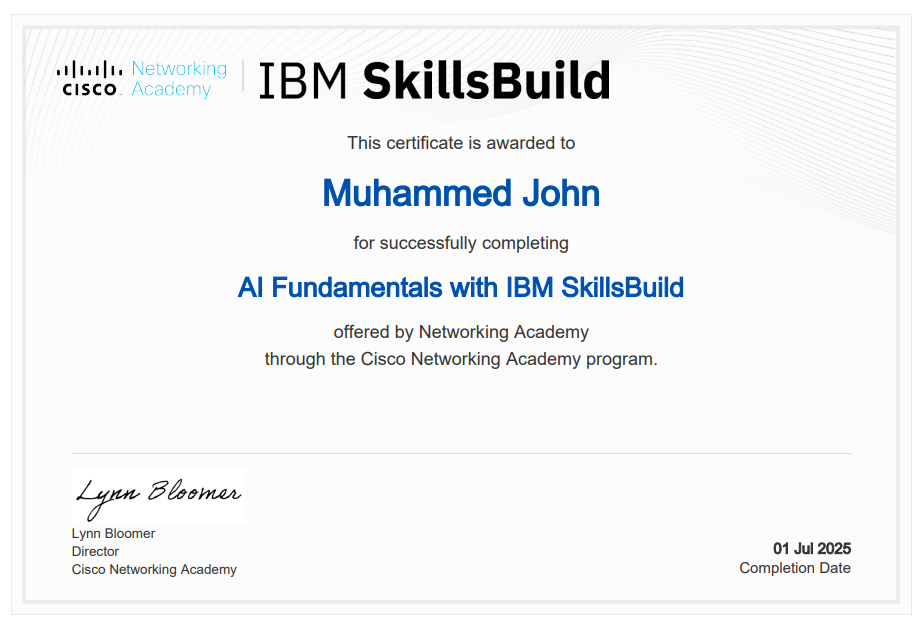 CISCO Networking Academy | IBM SkillsBuild
This certificate is awarded to
Muhammed John
for successfully completing
AI Fundamentals with IBM SkillsBuild
offered by Networking Academy
through the Cisco Networking Academy program.
Lynn Bloomer
Lynn Bloomer
Director
Cisco Networking Academy
01 Jul 2025
Completion Date